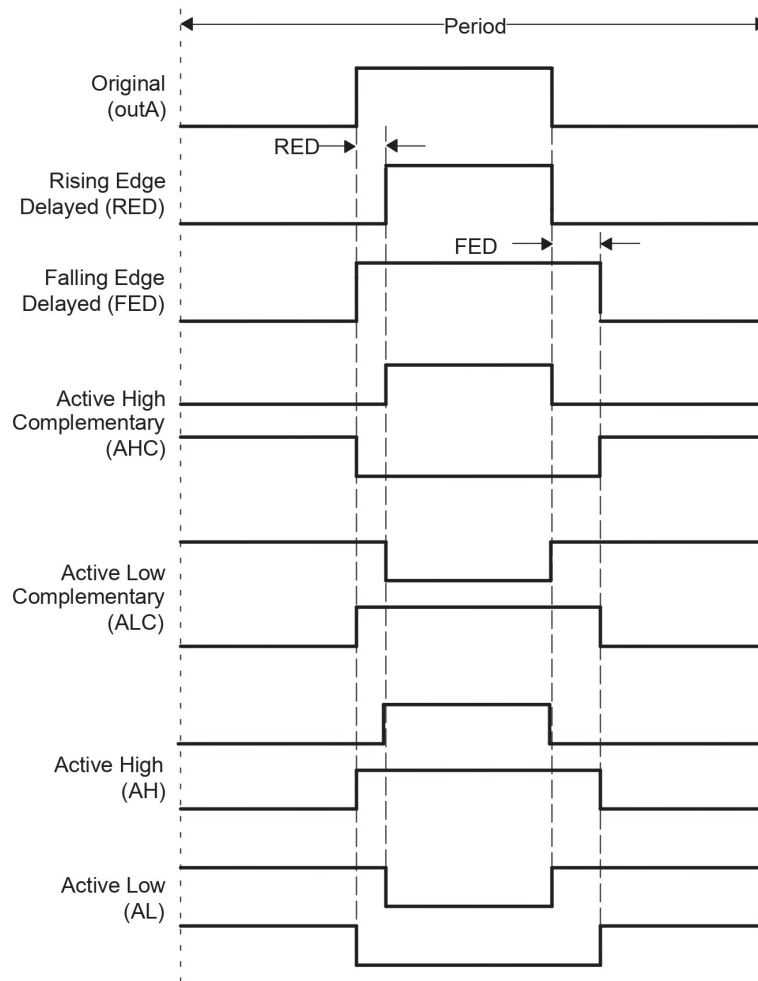 Period
Original
(outA)
RED
Rising Edge
Delayed (RED)
FED
Falling Edge
Delayed (FED)
Active High
Complementary
(AHC)
Active Low
Complementary
(ALC)
Active High
(AH)
Active Low
(AL)